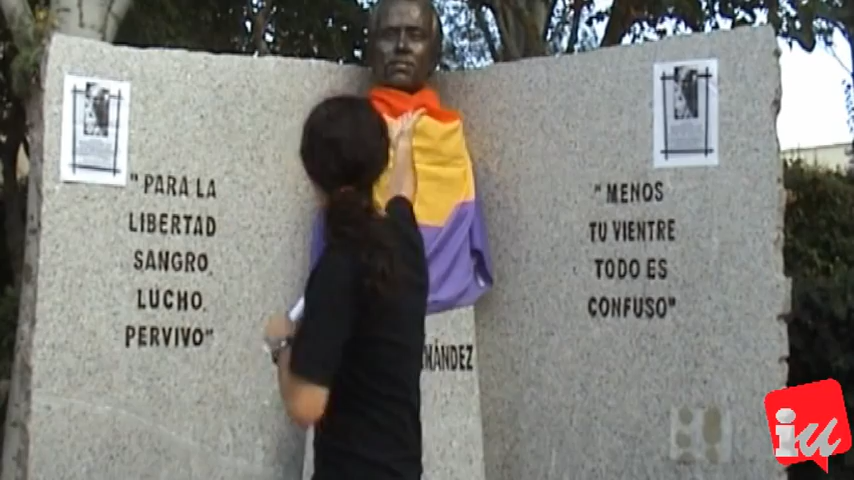 "PARA LA
LIBERTAD
SANGRO,
LUCHO,
PERVIVO"
"MENOS
TU VIENTRE
TODO ES
CONFUSO"
NÁNDEZ
iu